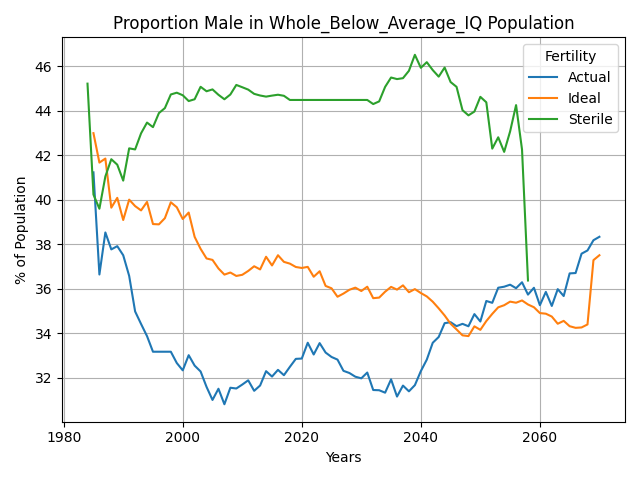 Proportion Male in Whole_Below_Average_IQ Population
Fertility
Actual
Ideal
Sterile
% of Population
46
44
42
40
38
36
34
32
1980
2000
2020
2040
2060
Years